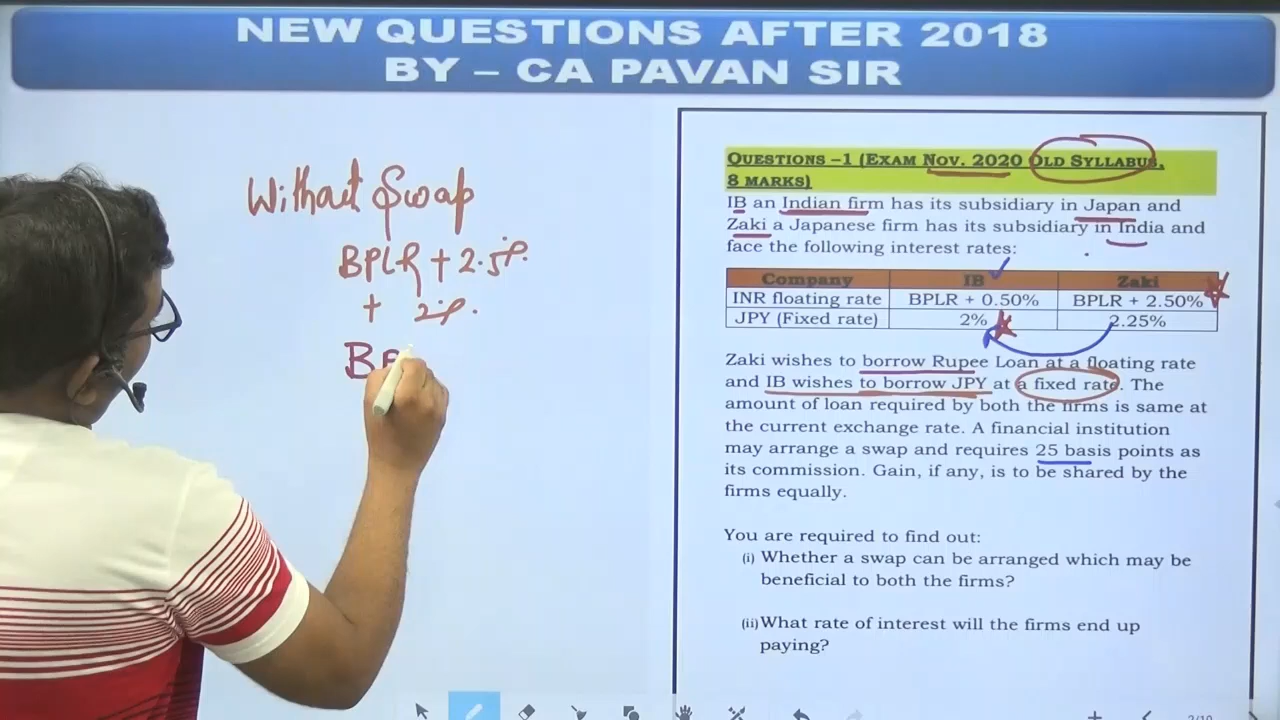 NEW QUESTIONS AFTER 2018
BY – CA PAVAN SIR
Without Swap
BPLR + 2.5%
+ 2%
QUESTIONS –1 (EXAM NOV. 2020 OLD SYLLABUS,
8 MARKS)
IB an Indian firm has its subsidiary in Japan and
Zaki a Japanese firm has its subsidiary in India and
face the following interest rates:
Company IB Zaki
INR floating rate BPLR + 0.50% BPLR + 2.50%
JPY (Fixed rate) 2% 2.25%
Zaki wishes to borrow Rupee Loan at a floating rate
and IB wishes to borrow JPY at a fixed rate. The
amount of loan required by both the firms is same at
the current exchange rate. A financial institution
may arrange a swap and requires 25 basis points as
its commission. Gain, if any, is to be shared by the
firms equally.
You are required to find out:
(i) Whether a swap can be arranged which may be
beneficial to both the firms?
(ii) What rate of interest will the firms end up
paying?